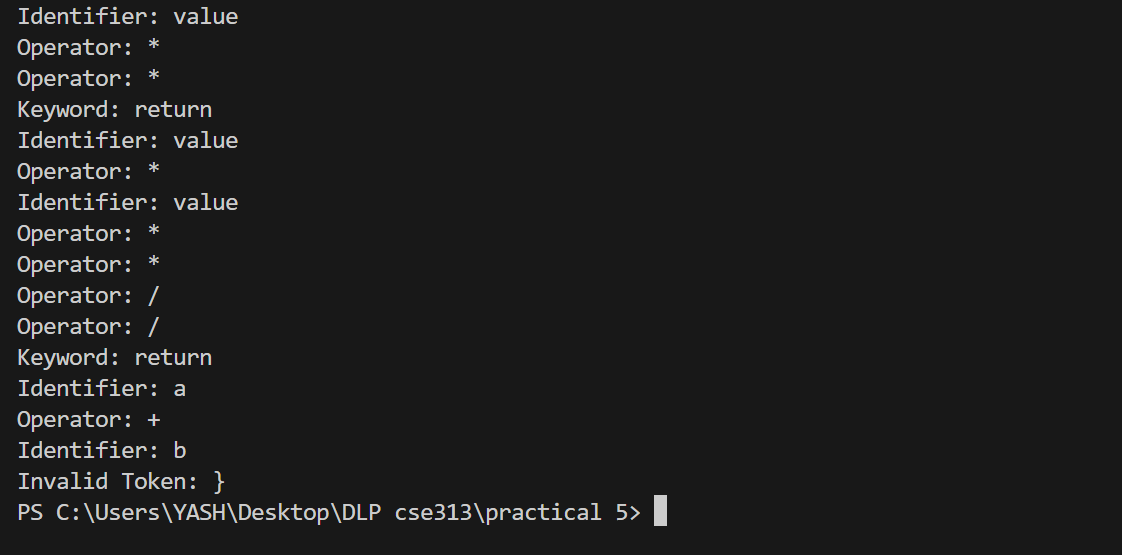 Identifier: value
Operator: *
Operator: *
Keyword: return
Identifier: value
Operator: *
Identifier: value
Operator: *
Operator: *
Operator: /
Operator: /
Keyword: return
Identifier: a
Operator: +
Identifier: b
Invalid Token: }
PS C:\Users\YASH\Desktop\DLP cse313\practical 5>